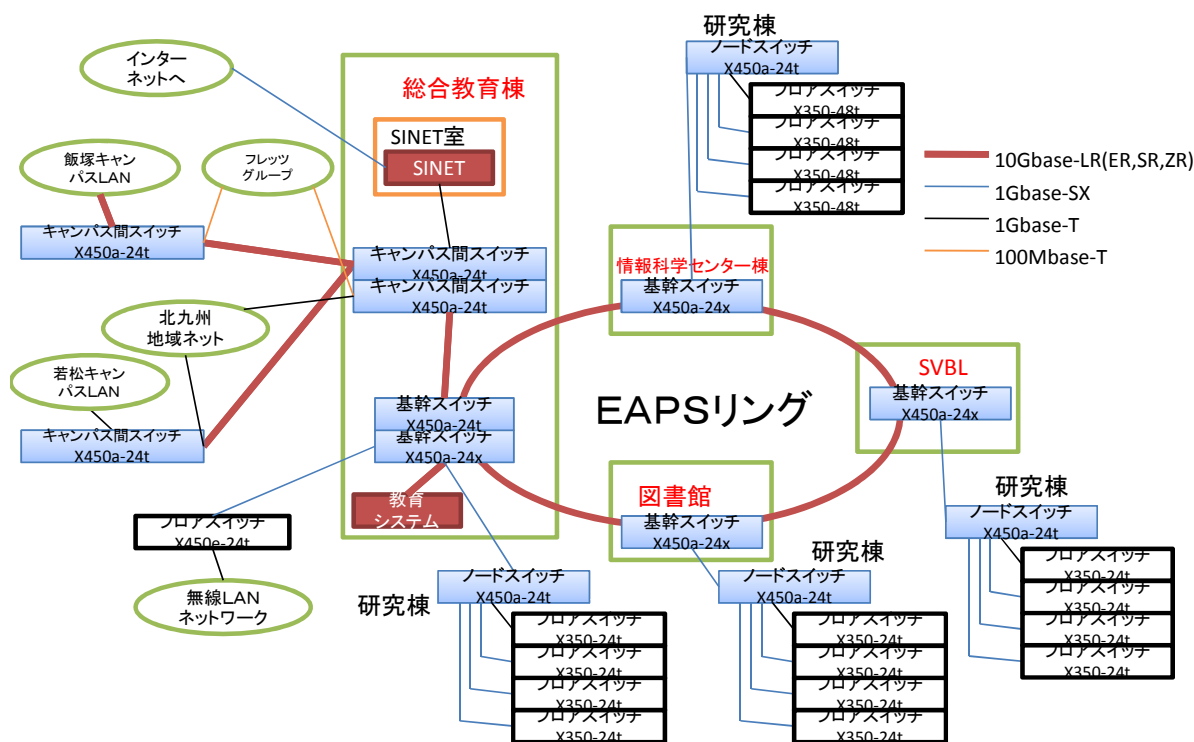 インター
ネットへ
総合教育棟
SINET室
SINET
飯塚キャン
パスLAN
フレッツ
グループ
キャンパス間スイッチ
X450a-24t
キャンパス間スイッチ
X450a-24t
キャンパス間スイッチ
X450a-24t
北九州
地域ネット
若松キャン
パスLAN
キャンパス間スイッチ
X450a-24t
基幹スイッチ
X450a-24t
基幹スイッチ
X450a-24x
教育
システム
フロアスイッチ
X450e-24t
無線LAN
ネットワーク
研究棟
ノードスイッチ
X450a-24t
フロアスイッチ
X350-48t
フロアスイッチ
X350-48t
フロアスイッチ
X350-48t
フロアスイッチ
X350-48t
10Gbase-LR(ER,SR,ZR)
1Gbase-SX
1Gbase-T
100Mbase-T
情報科学センター棟
基幹スイッチ
X450a-24x
SVBL
基幹スイッチ
X450a-24x
EAPSリング
図書館
基幹スイッチ
X450a-24x
研究棟
ノードスイッチ
X450a-24t
フロアスイッチ
X350-24t
フロアスイッチ
X350-24t
フロアスイッチ
X350-24t
フロアスイッチ
X350-24t
研究棟
ノードスイッチ
X450a-24t
フロアスイッチ
X350-24t
フロアスイッチ
X350-24t
フロアスイッチ
X350-24t
フロアスイッチ
X350-24t
研究棟
ノードスイッチ
X450a-24t
フロアスイッチ
X350-24t
フロアスイッチ
X350-24t
フロアスイッチ
X350-24t
フロアスイッチ
X350-24t